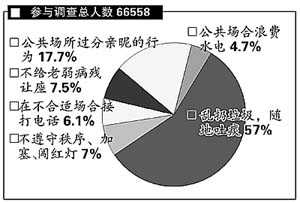 参与调查总人数 66558
公共场所过分亲昵的行
为 17.7%
不给老弱病残
让座 7.5%
在不合适场合接
打电话 6.1%
不遵守秩序、加
塞、闯红灯 7%
公共场合浪费
水电 4.7%
乱扔垃圾，随
地吐痰 57%